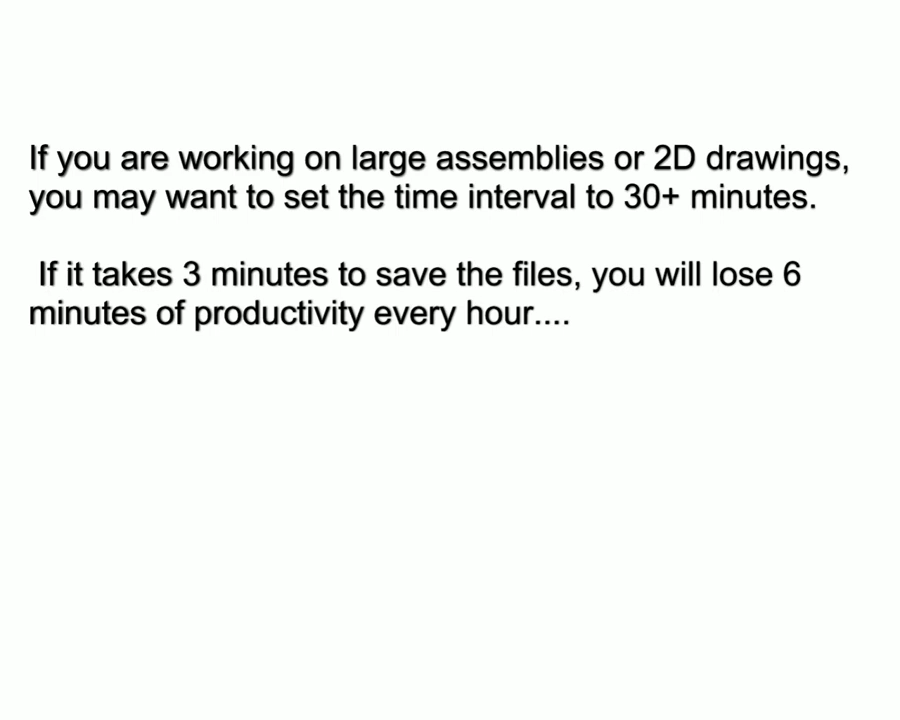 If you are working on large assemblies or 2D drawings,
you may want to set the time interval to 30+ minutes.
If it takes 3 minutes to save the files, you will lose 6
minutes of productivity every hour....